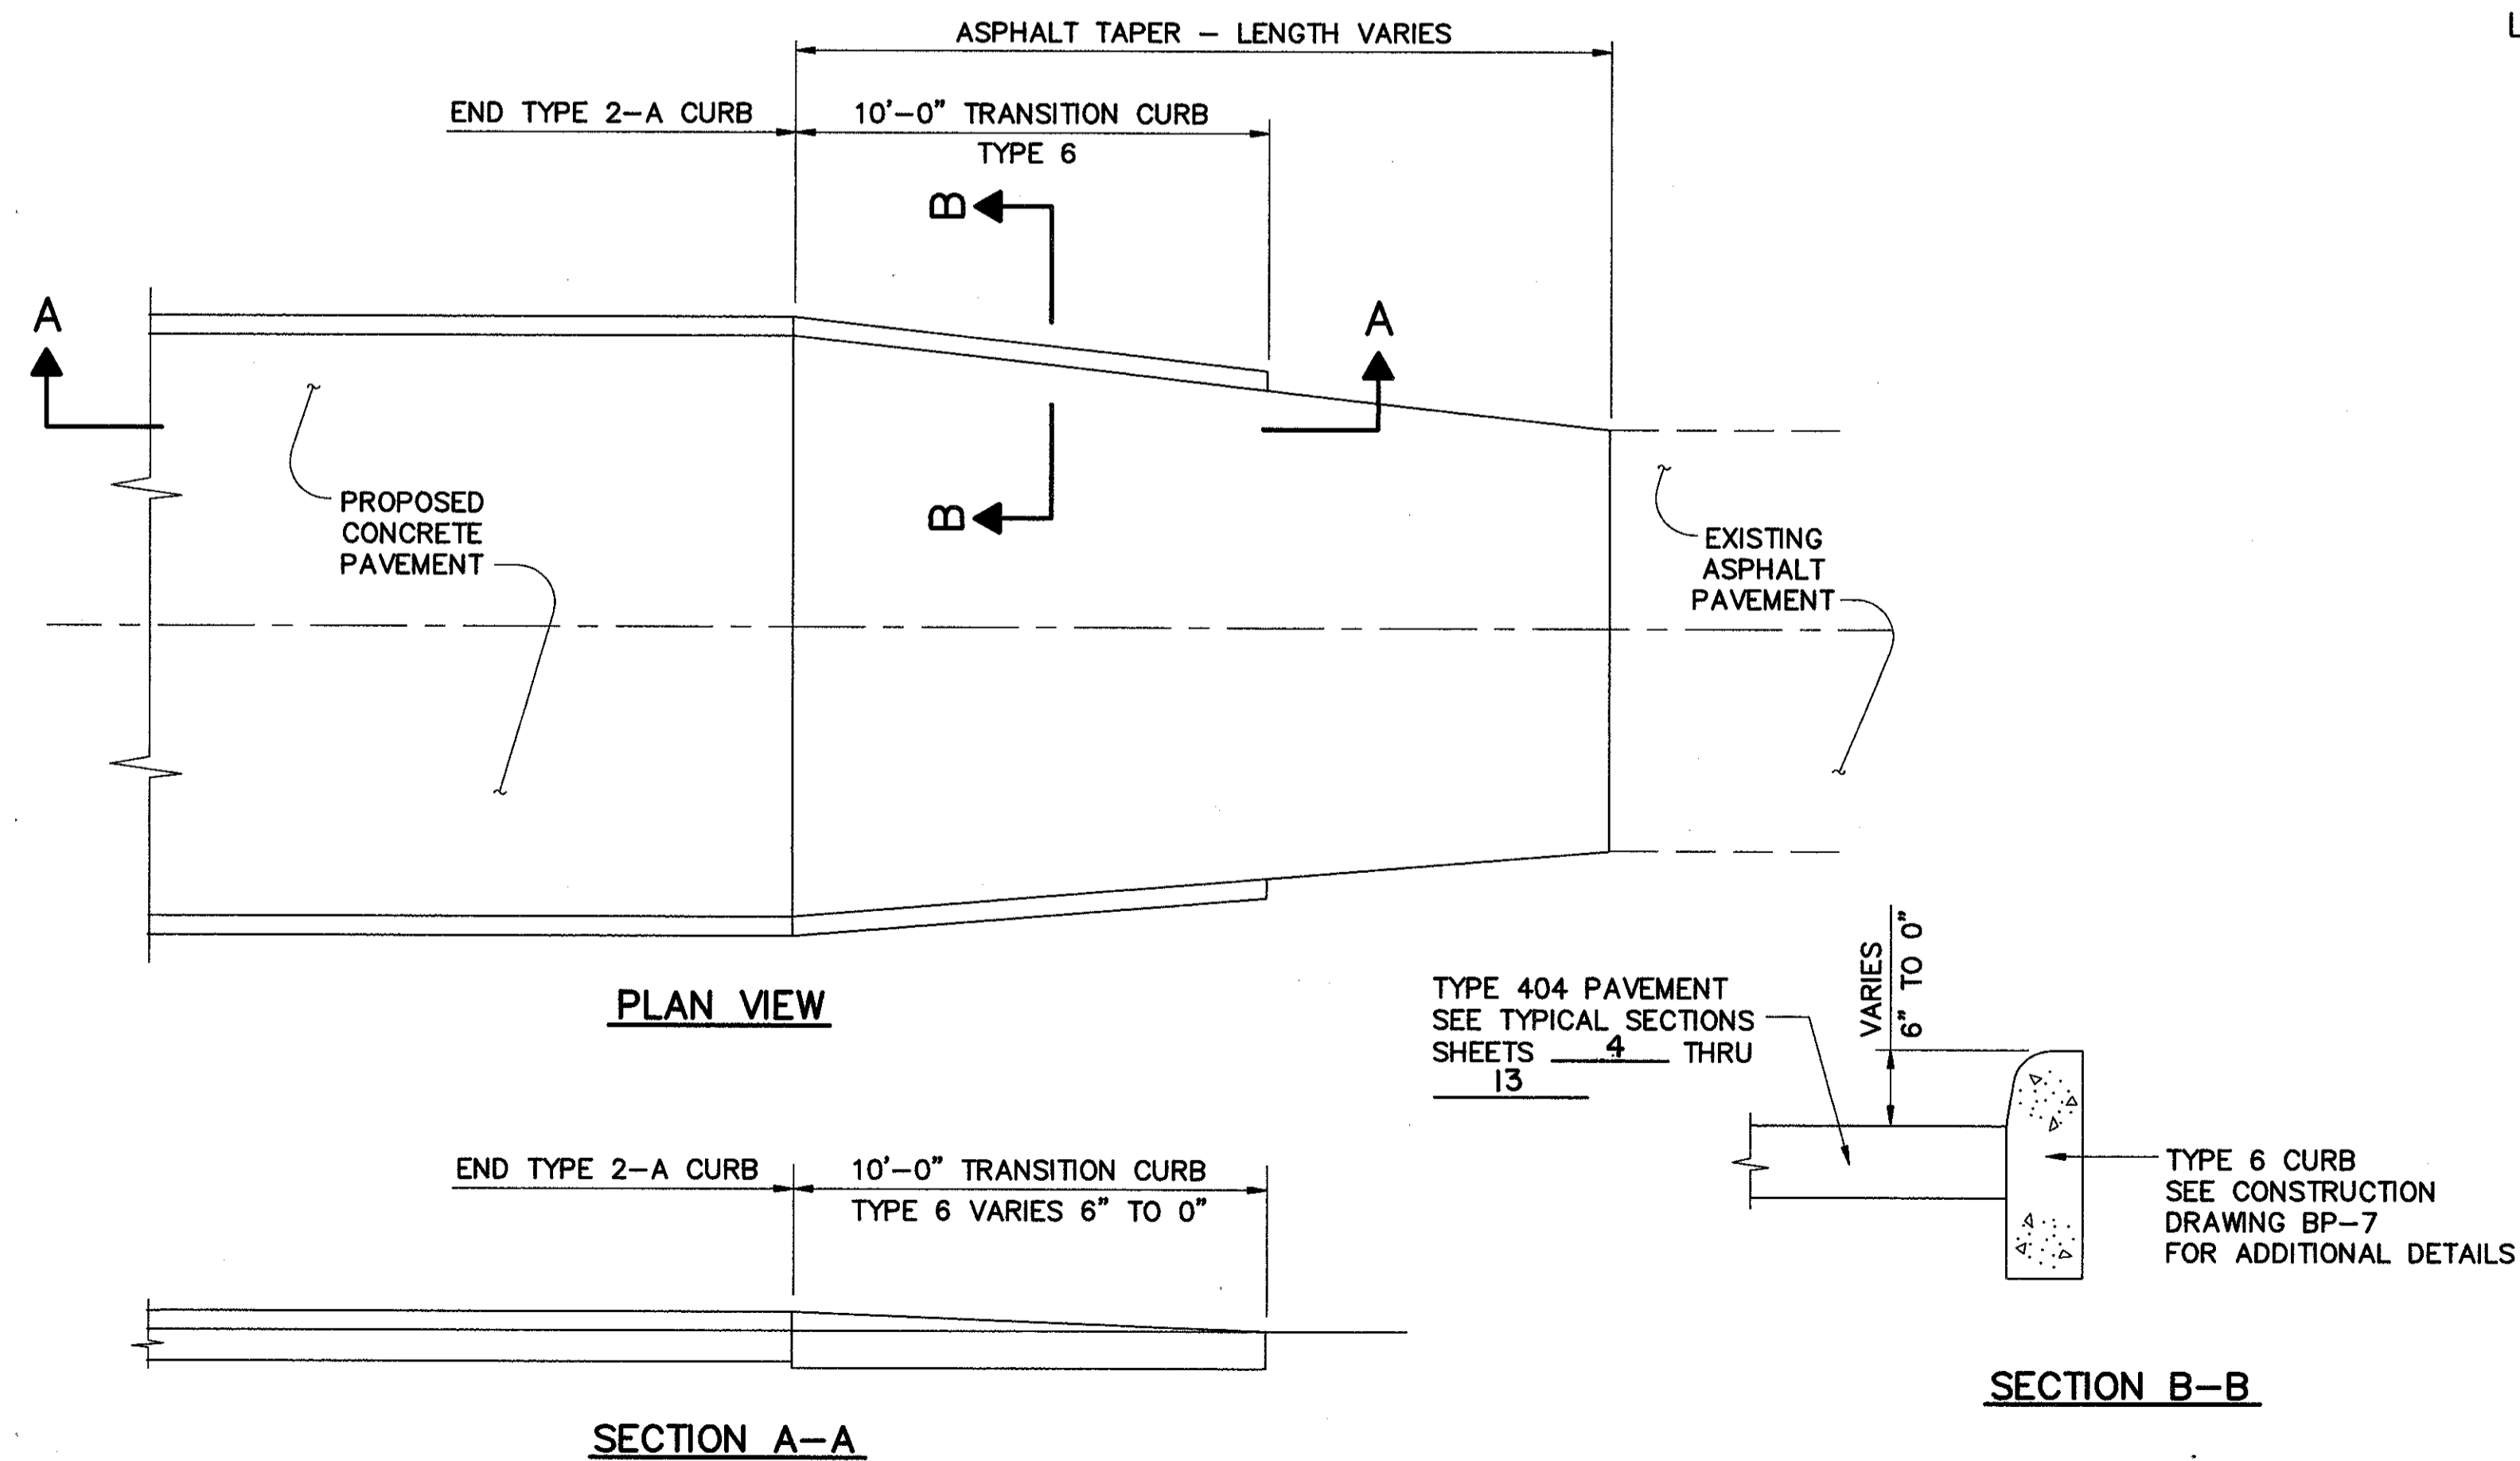 ASPHALT TAPER – LENGTH VARIES
L
END TYPE 2–A CURB
10'–0" TRANSITION CURB
TYPE 6
B
A
A
B
PROPOSED
CONCRETE
PAVEMENT
EXISTING
ASPHALT
PAVEMENT
PLAN VIEW
TYPE 404 PAVEMENT
SEE TYPICAL SECTIONS
SHEETS 4 THRU
13
VARIES
6" TO 0"
END TYPE 2–A CURB
10'–0" TRANSITION CURB
TYPE 6 VARIES 6" TO 0"
TYPE 6 CURB
SEE CONSTRUCTION
DRAWING BP–7
FOR ADDITIONAL DETAILS
SECTION A–A
SECTION B–B